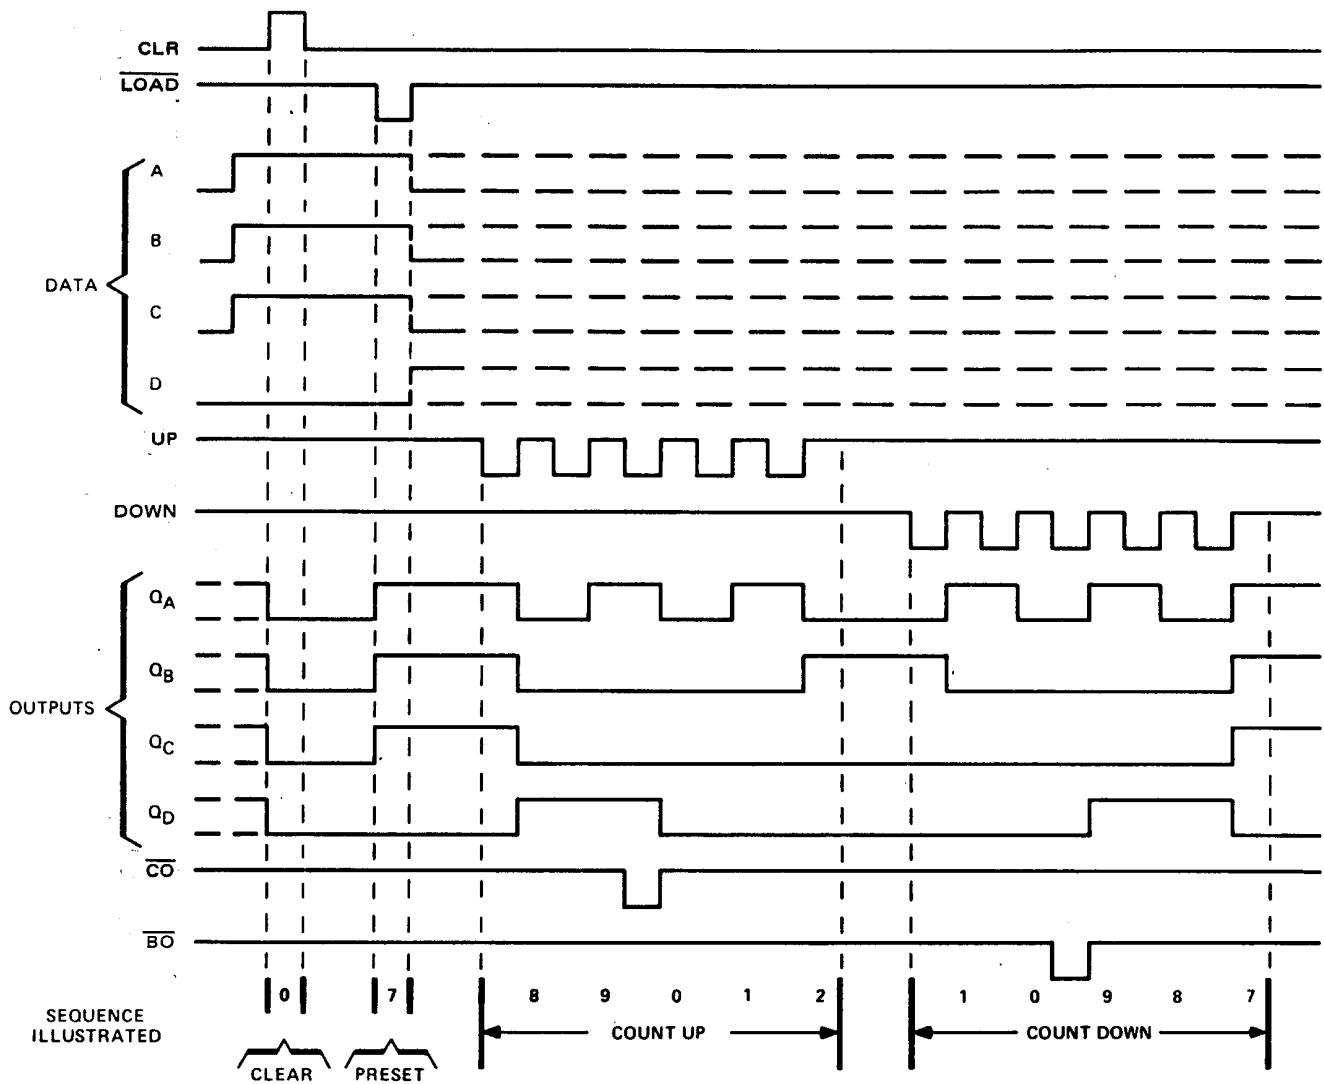 CLR
LOAD
A
B
DATA
C
D
UP
DOWN
QA
QB
OUTPUTS
QC
QD
CO
BO
0 7 8 9 0 1 2 1 0 9 8 7
SEQUENCE
ILLUSTRATED
COUNT UP COUNT DOWN
CLEAR PRESET